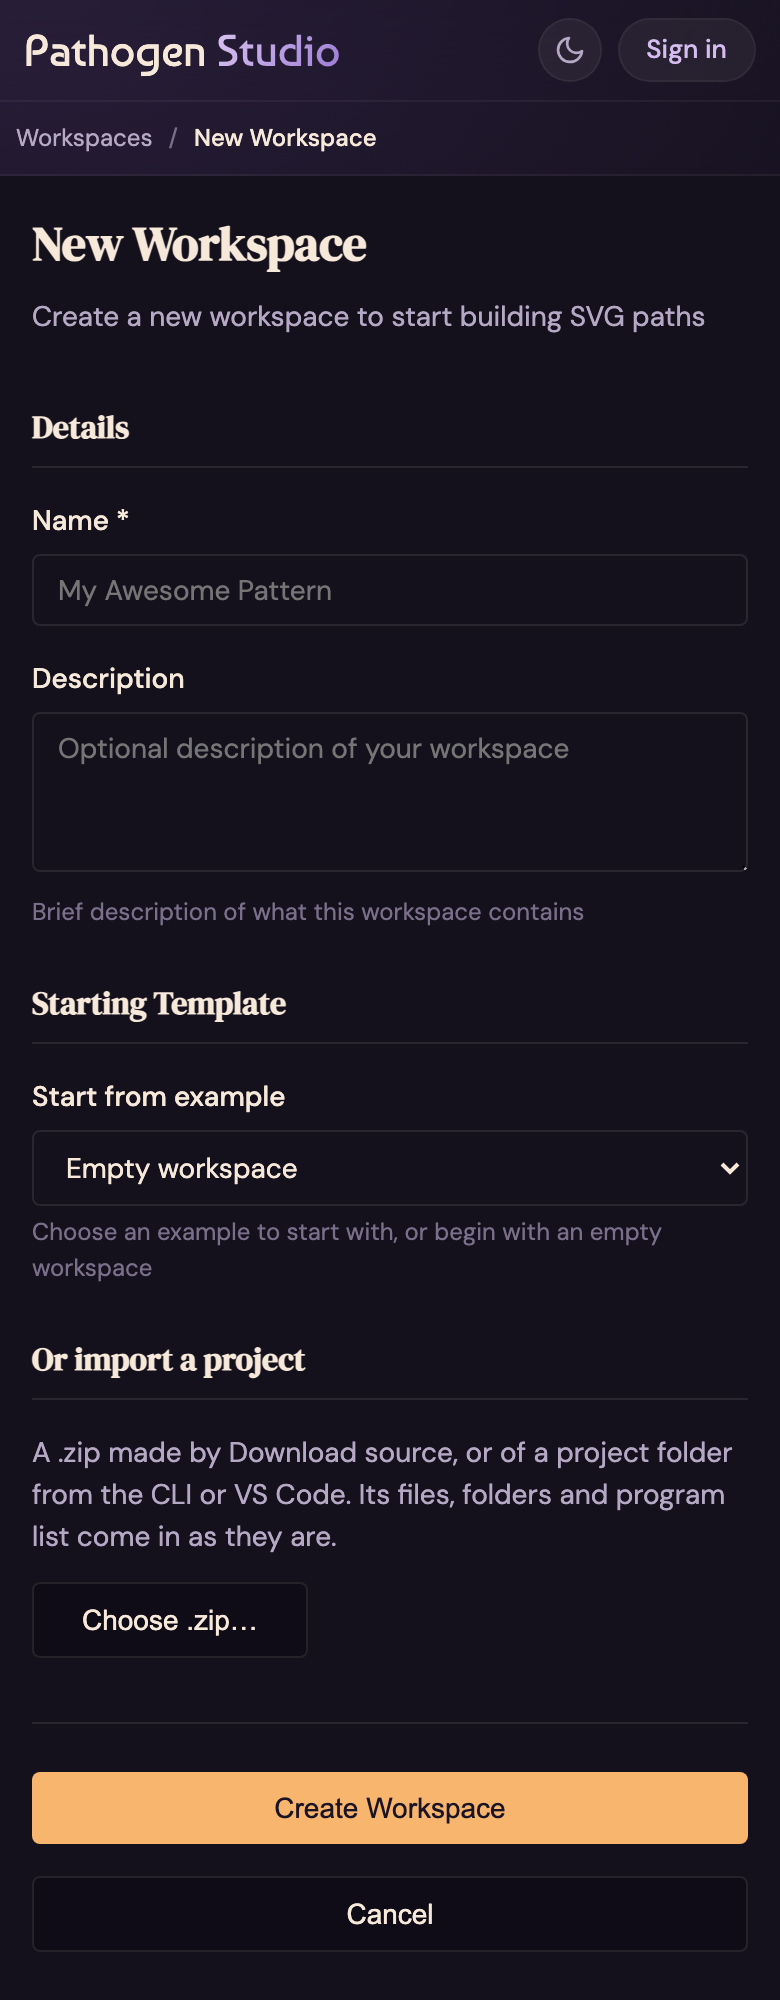 Pathogen Studio
Sign in
Workspaces / New Workspace
New Workspace
Create a new workspace to start building SVG paths
Details
Name *
My Awesome Pattern
Description
Optional description of your workspace
Brief description of what this workspace contains
Starting Template
Start from example
Empty workspace
Choose an example to start with, or begin with an empty
workspace
Or import a project
A .zip made by Download source, or of a project folder
from the CLI or VS Code. Its files, folders and program
list come in as they are.
Choose .zip…
Create Workspace
Cancel